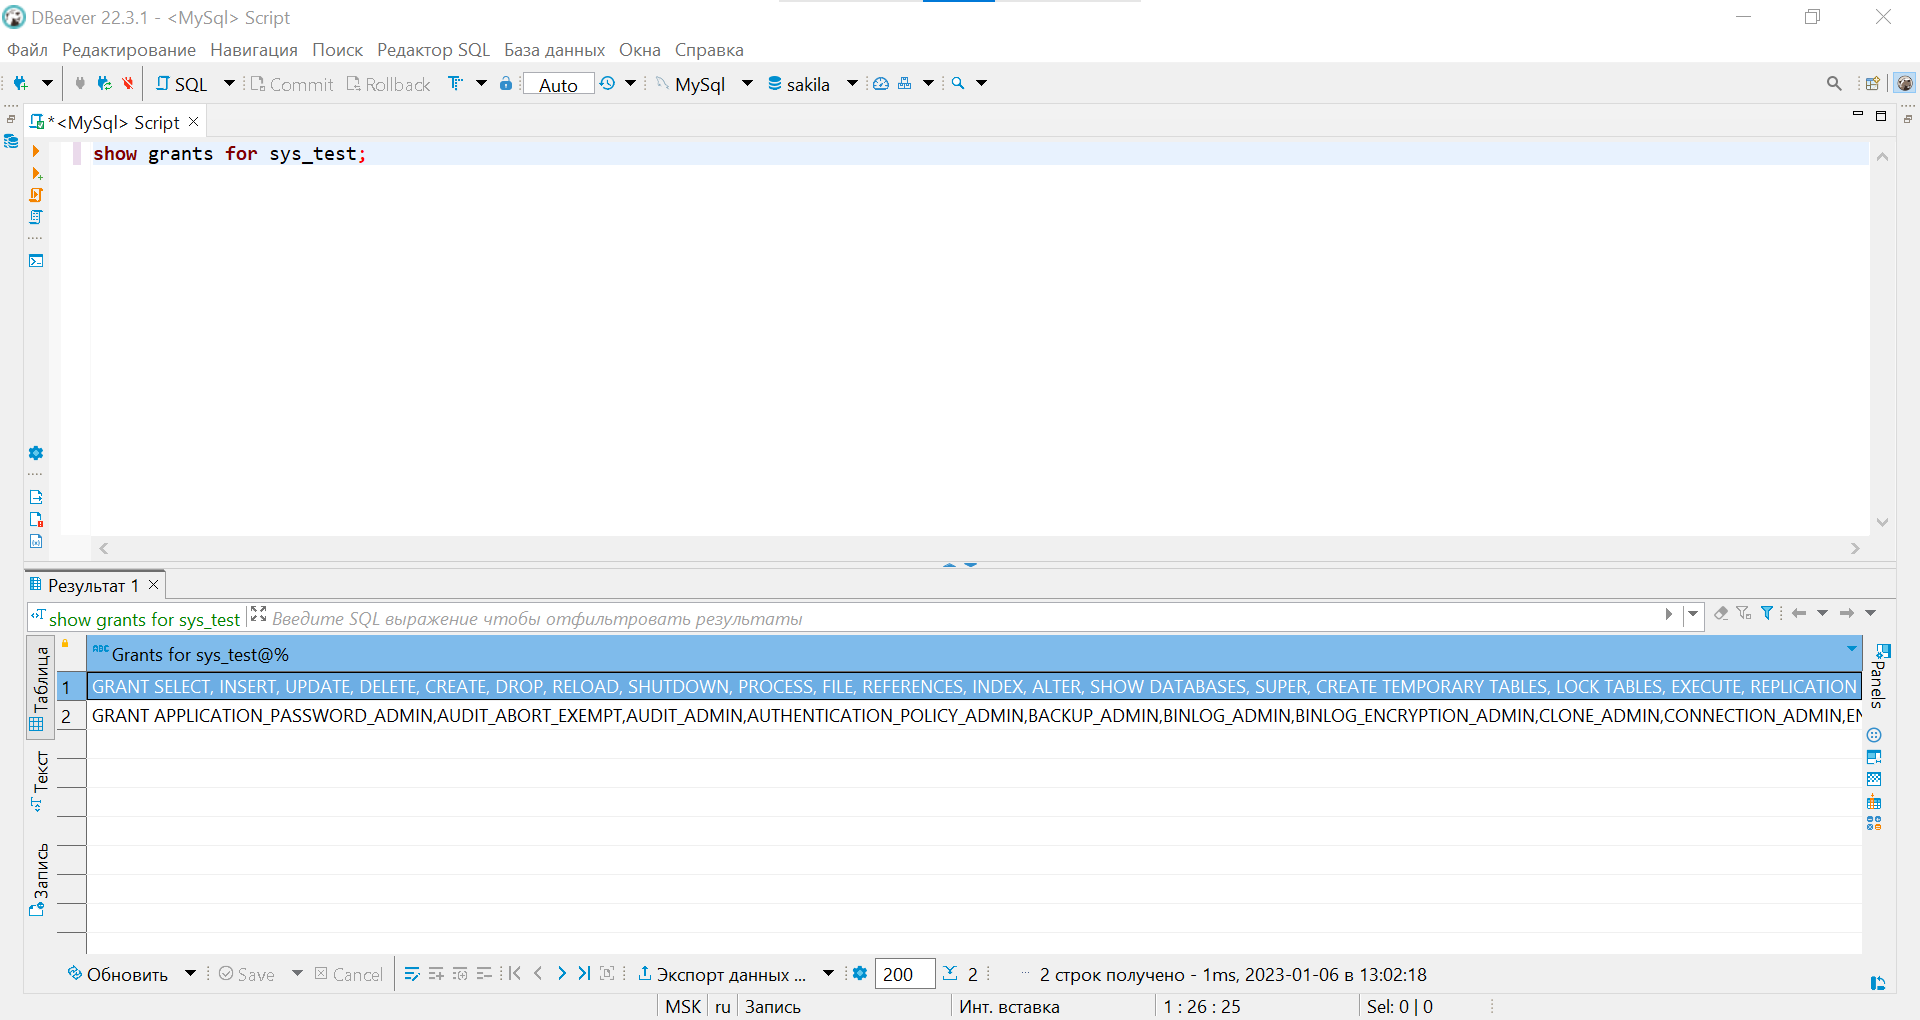 DBeaver 22.3.1 - <MySql> Script
Файл Редактирование Навигация Поиск Редактор SQL База данных Окна Справка
SQL Commit Rollback Auto MySql sakila
*<MySql> Script
show grants for sys_test;
Результат 1
show grants for sys_test Введите SQL выражение чтобы отфильтровать результаты
Таблица
Текст
Запись
ABC Grants for sys_test@%
1 GRANT SELECT, INSERT, UPDATE, DELETE, CREATE, DROP, RELOAD, SHUTDOWN, PROCESS, FILE, REFERENCES, INDEX, ALTER, SHOW DATABASES, SUPER, CREATE TEMPORARY TABLES, LOCK TABLES, EXECUTE, REPLICATION
2 GRANT APPLICATION_PASSWORD_ADMIN,AUDIT_ABORT_EXEMPT,AUDIT_ADMIN,AUTHENTICATION_POLICY_ADMIN,BACKUP_ADMIN,BINLOG_ADMIN,BINLOG_ENCRYPTION_ADMIN,CLONE_ADMIN,CONNECTION_ADMIN,EN
Panels
Обновить Save Cancel Экспорт данных ... 200 2 2 строк получено - 1ms, 2023-01-06 в 13:02:18
MSK ru Запись Инт. вставка 1 : 26 : 25 Sel: 0 | 0